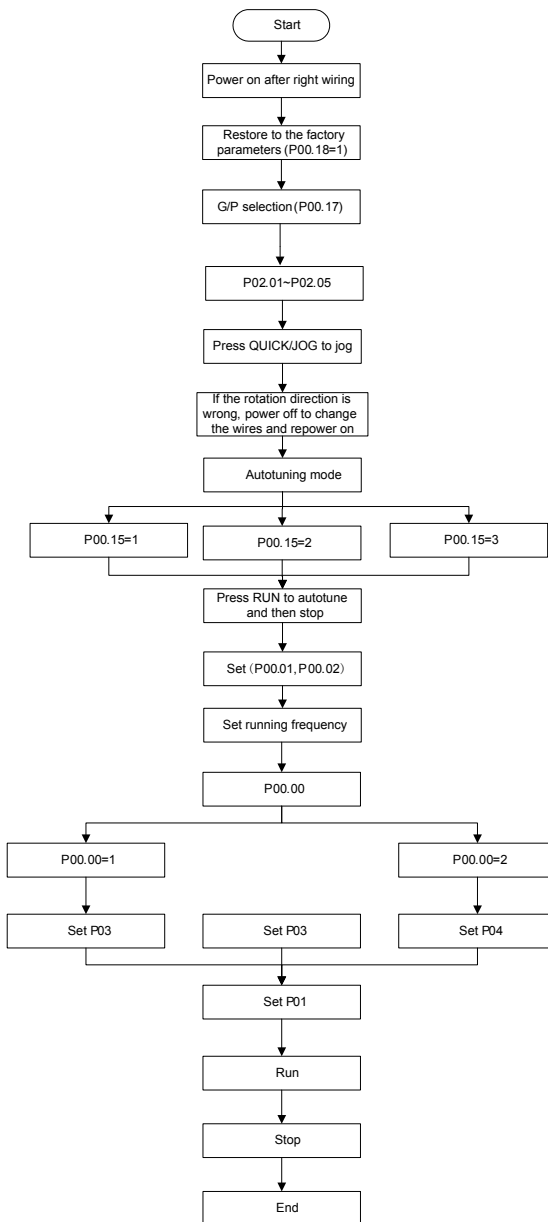 Start
Power on after right wiring
Restore to the factory
parameters (P00.18=1)
G/P selection (P00.17)
P02.01~P02.05
Press QUICK/JOG to jog
If the rotation direction is
wrong, power off to change
the wires and repower on
Autotuning mode
P00.15=1
P00.15=2
P00.15=3
Press RUN to autotune
and then stop
Set (P00.01, P00.02)
Set running frequency
P00.00
P00.00=1
P00.00=2
Set P03
Set P03
Set P04
Set P01
Run
Stop
End